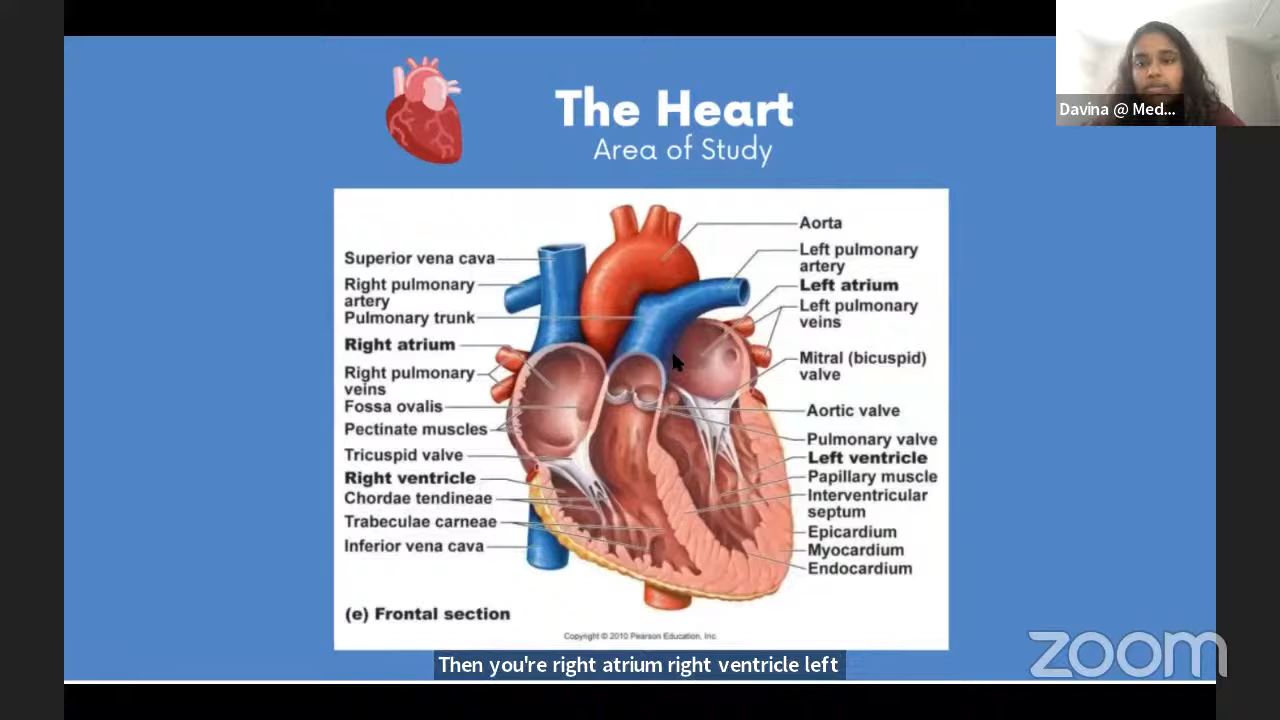 Davina @ Med...
The Heart
Area of Study
Superior vena cava
Right pulmonary
artery
Pulmonary trunk
Right atrium
Right pulmonary
veins
Fossa ovalis
Pectinate muscles
Tricuspid valve
Right ventricle
Chordae tendineae
Trabeculae carneae
Inferior vena cava
Aorta
Left pulmonary
artery
Left atrium
Left pulmonary
veins
Mitral (bicuspid)
valve
Aortic valve
Pulmonary valve
Left ventricle
Papillary muscle
Interventricular
septum
Epicardium
Myocardium
Endocardium
(e) Frontal section
Copyright © 2010 Pearson Education, Inc.
Then you're right atrium right ventricle left
zoom